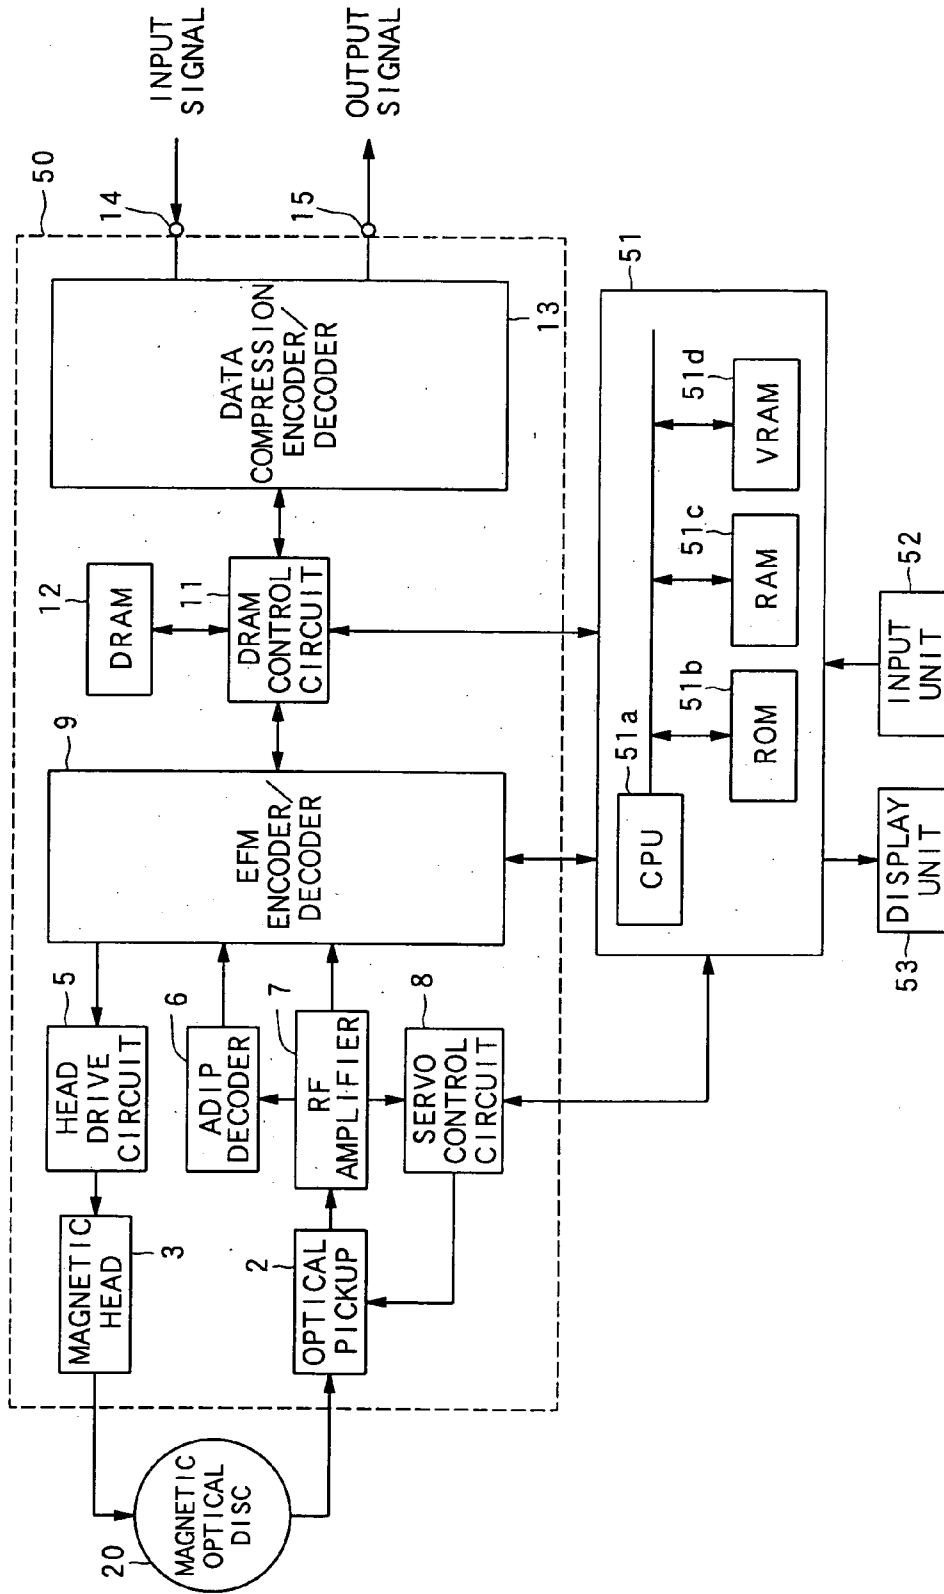 50
14
INPUT
SIGNAL
15
OUTPUT
SIGNAL
20
MAGNETIC
OPTICAL
DISC
MAGNETIC
HEAD
3
HEAD
DRIVE
CIRCUIT
5
6
ADIP
DECODER
2
OPTICAL
PICKUP
7
RF
AMPLIFIER
8
SERVO
CONTROL
CIRCUIT
9
EFM
ENCODER/
DECODER
12
DRAM
11
DRAM
CONTROL
CIRCUIT
DATA
COMPRESSION
ENCODER/
DECODER
13
51
51a
CPU
51b
ROM
51c
RAM
51d
VRAM
53
DISPLAY
UNIT
52
INPUT
UNIT